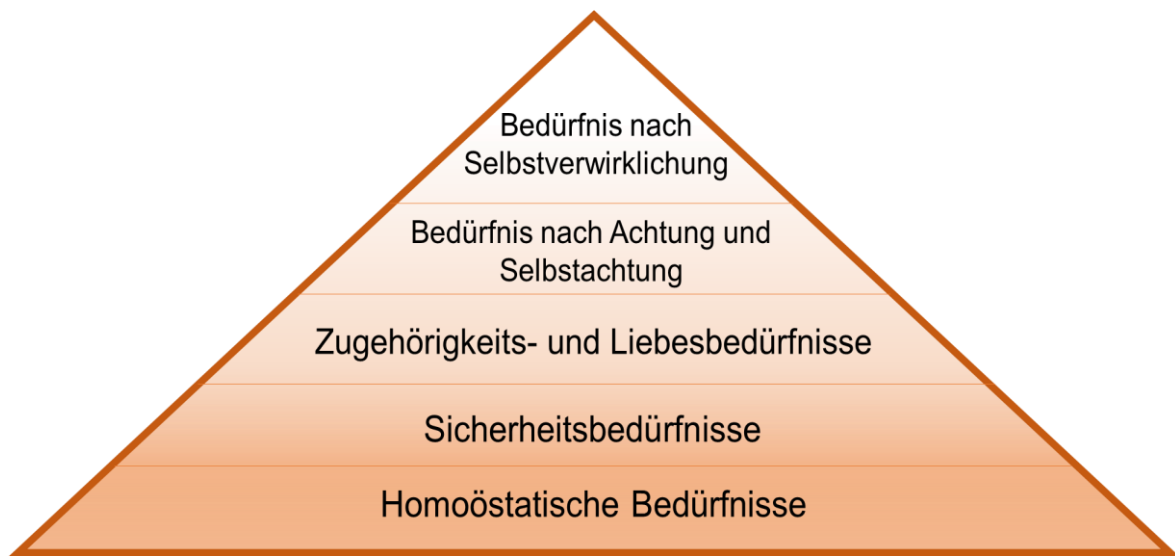 Bedürfnis nach
Selbstverwirklichung
Bedürfnis nach Achtung und
Selbstachtung
Zugehörigkeits- und Liebesbedürfnisse
Sicherheitsbedürfnisse
Homoöstatische Bedürfnisse